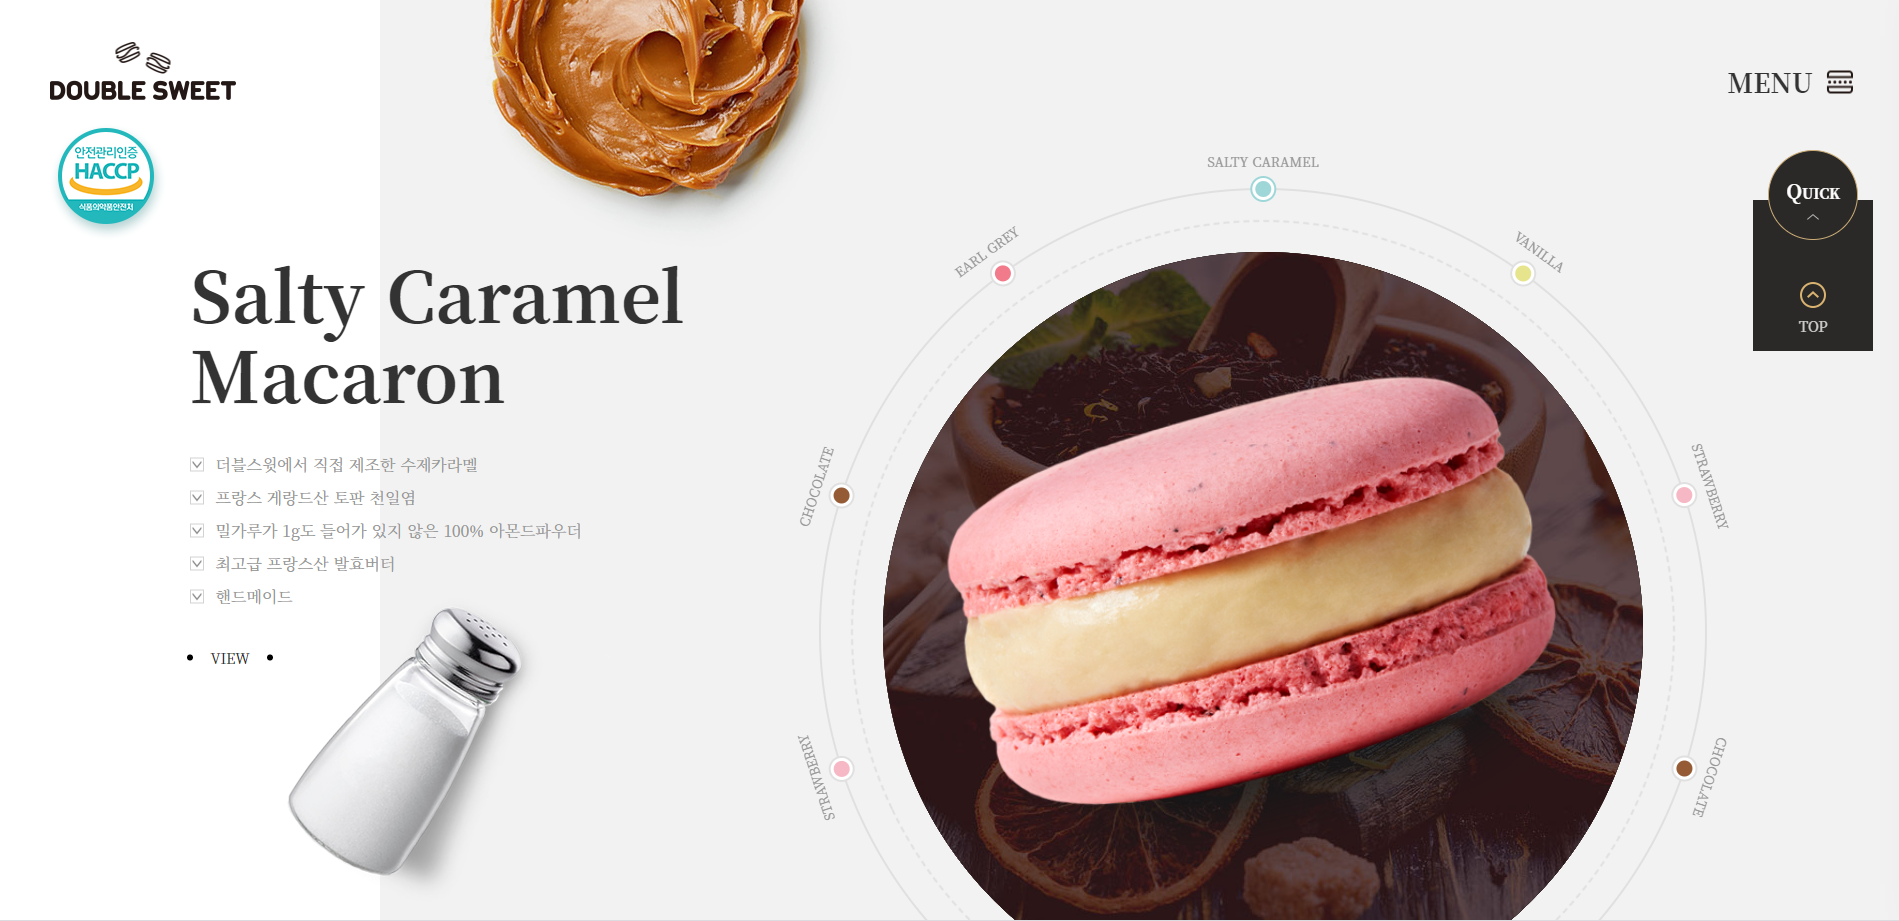 DOUBLE SWEET
안전관리인증
HACCP
식품의약품안전처
MENU
QUICK
TOP
Salty Caramel
Macaron
더블스윗에서 직접 제조한 수제카라멜
프랑스 게랑드산 토판 천일염
밀가루가 1g도 들어가 있지 않은 100% 아몬드파우더
최고급 프랑스산 발효버터
핸드메이드
VIEW
SALTY CARAMEL
EARL GREY
VANILLA
CHOCOLATE
STRAWBERRY
STRAWBERRY
CHOCOLATE